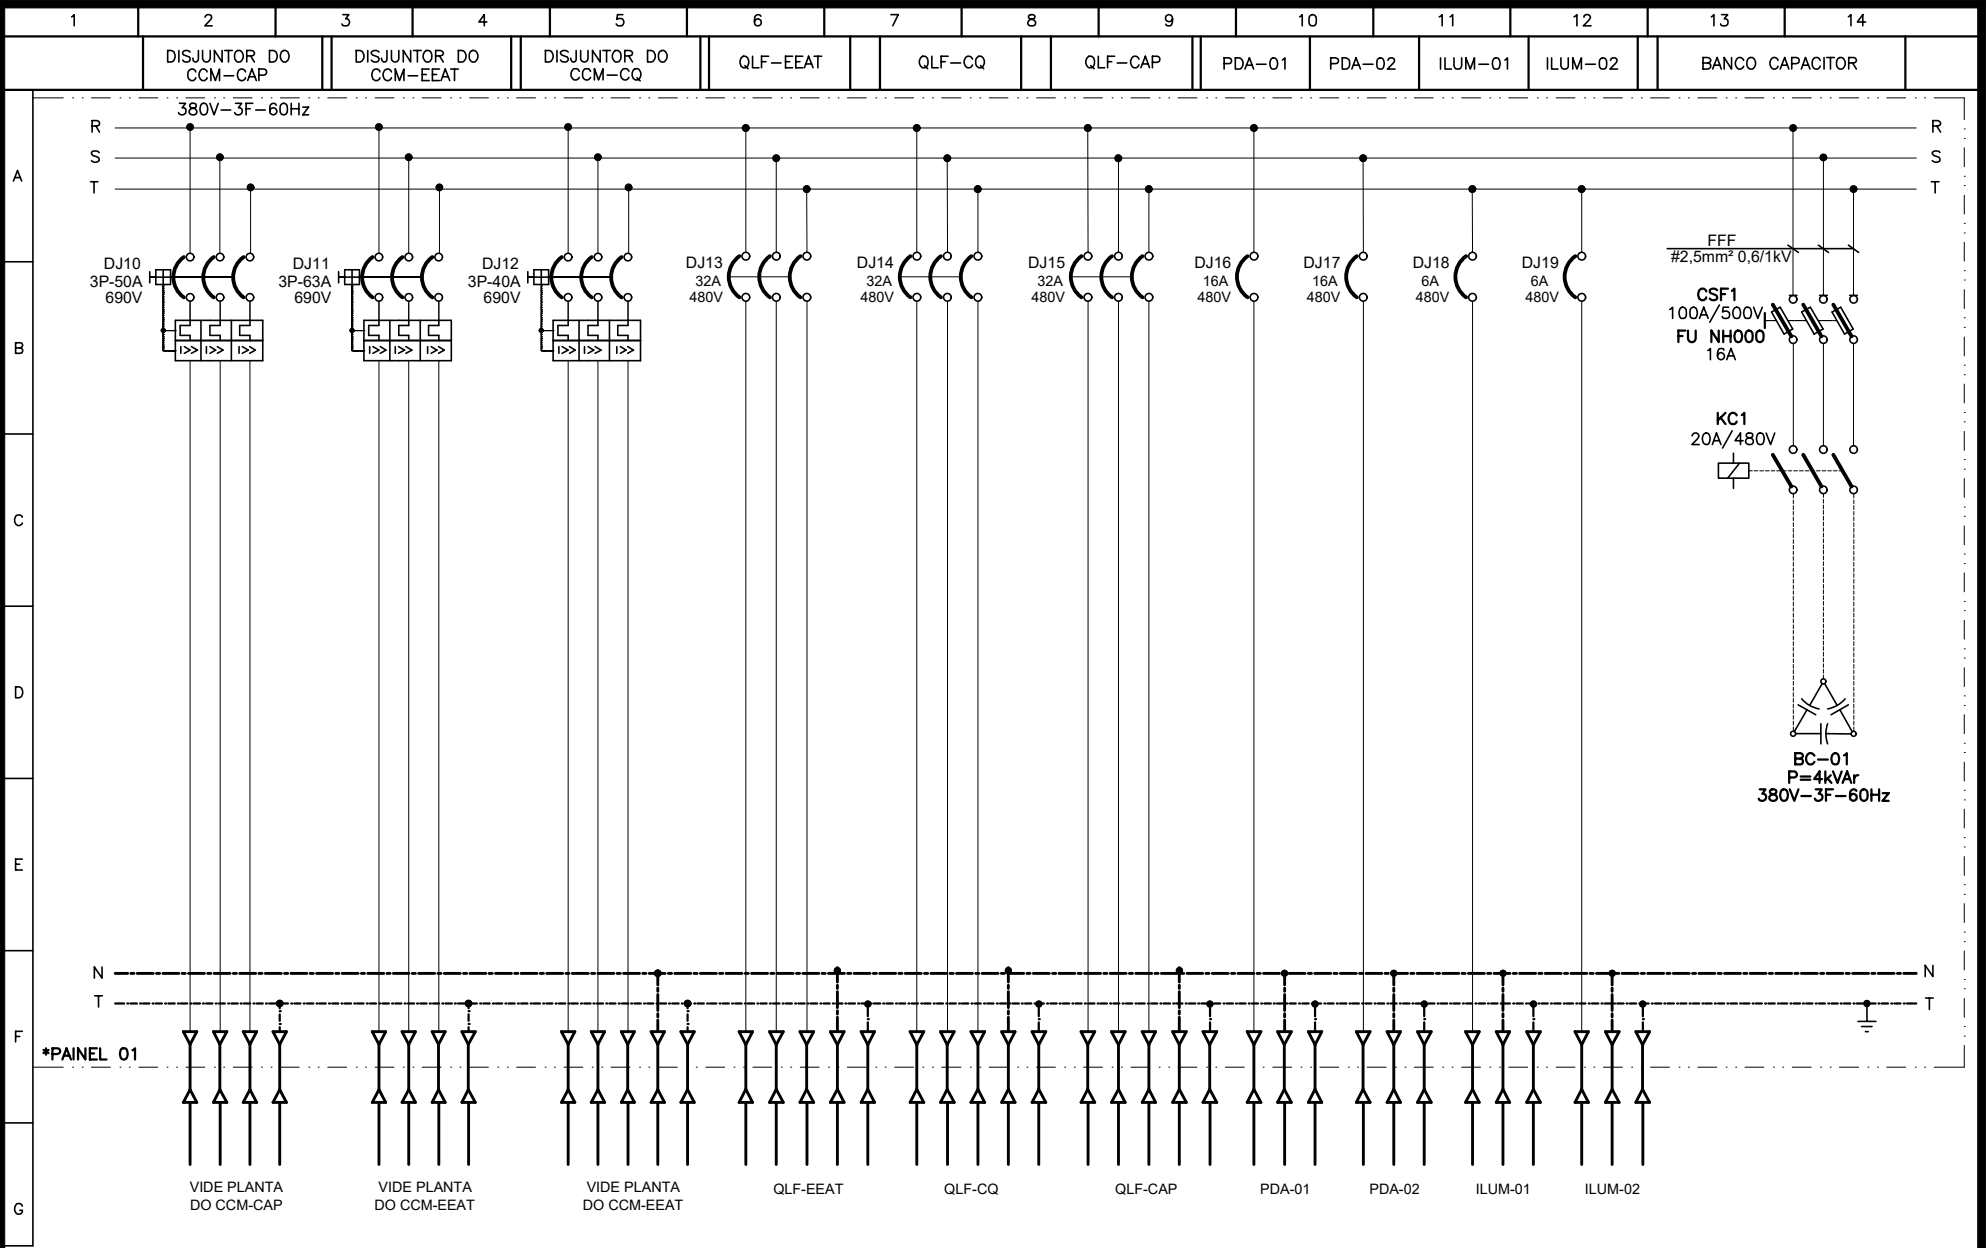 1 2 3 4 5 6 7 8 9 10 11 12 13 14
DISJUNTOR DO
CCM-CAP
DISJUNTOR DO
CCM-EEAT
DISJUNTOR DO
CCM-CQ
QLF-EEAT
QLF-CQ
QLF-CAP
PDA-01
PDA-02
ILUM-01
ILUM-02
BANCO CAPACITOR
380V-3F-60Hz
R
R
S
S
T
T
A
B
C
D
E
F
G
DJ10
3P-50A
690V
DJ11
3P-63A
690V
DJ12
3P-40A
690V
DJ13
32A
480V
DJ14
32A
480V
DJ15
32A
480V
DJ16
16A
480V
DJ17
16A
480V
DJ18
6A
480V
DJ19
6A
480V
I>> I>> I>>
I>> I>> I>>
I>> I>> I>>
FFF
#2,5mm² 0,6/1kV
CSF1
100A/500V
FU NH000
16A
KC1
20A/480V
BC-01
P=4kVAr
380V-3F-60Hz
N
N
T
T
*PAINEL 01
VIDE PLANTA
DO CCM-CAP
VIDE PLANTA
DO CCM-EEAT
VIDE PLANTA
DO CCM-EEAT
QLF-EEAT
QLF-CQ
QLF-CAP
PDA-01
PDA-02
ILUM-01
ILUM-02